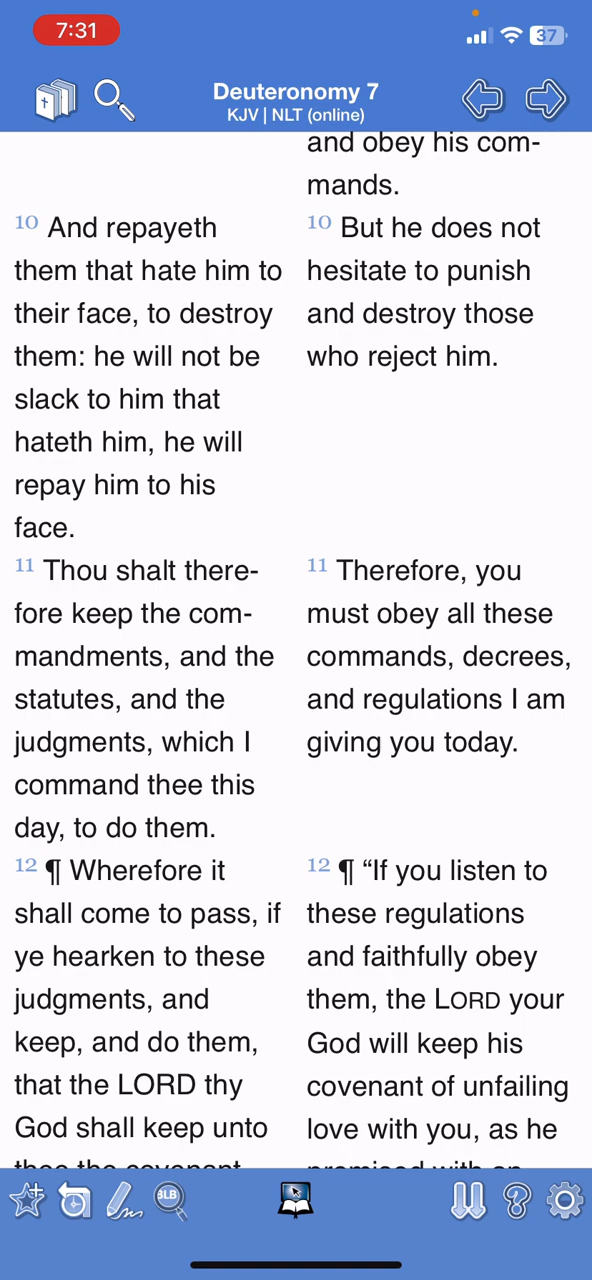 7:31
37
Deuteronomy 7
KJV | NLT (online)
and obey his com-
mands.
10 And repayeth
them that hate him to
their face, to destroy
them: he will not be
slack to him that
hateth him, he will
repay him to his
face.
10 But he does not
hesitate to punish
and destroy those
who reject him.
11 Thou shalt there-
fore keep the com-
mandments, and the
statutes, and the
judgments, which I
command thee this
day, to do them.
11 Therefore, you
must obey all these
commands, decrees,
and regulations I am
giving you today.
12 ¶ Wherefore it
shall come to pass, if
ye hearken to these
judgments, and
keep, and do them,
that the LORD thy
God shall keep unto
thee the covenant
12 ¶ “If you listen to
these regulations
and faithfully obey
them, the LORD your
God will keep his
covenant of unfailing
love with you, as he
promised with an
BLB